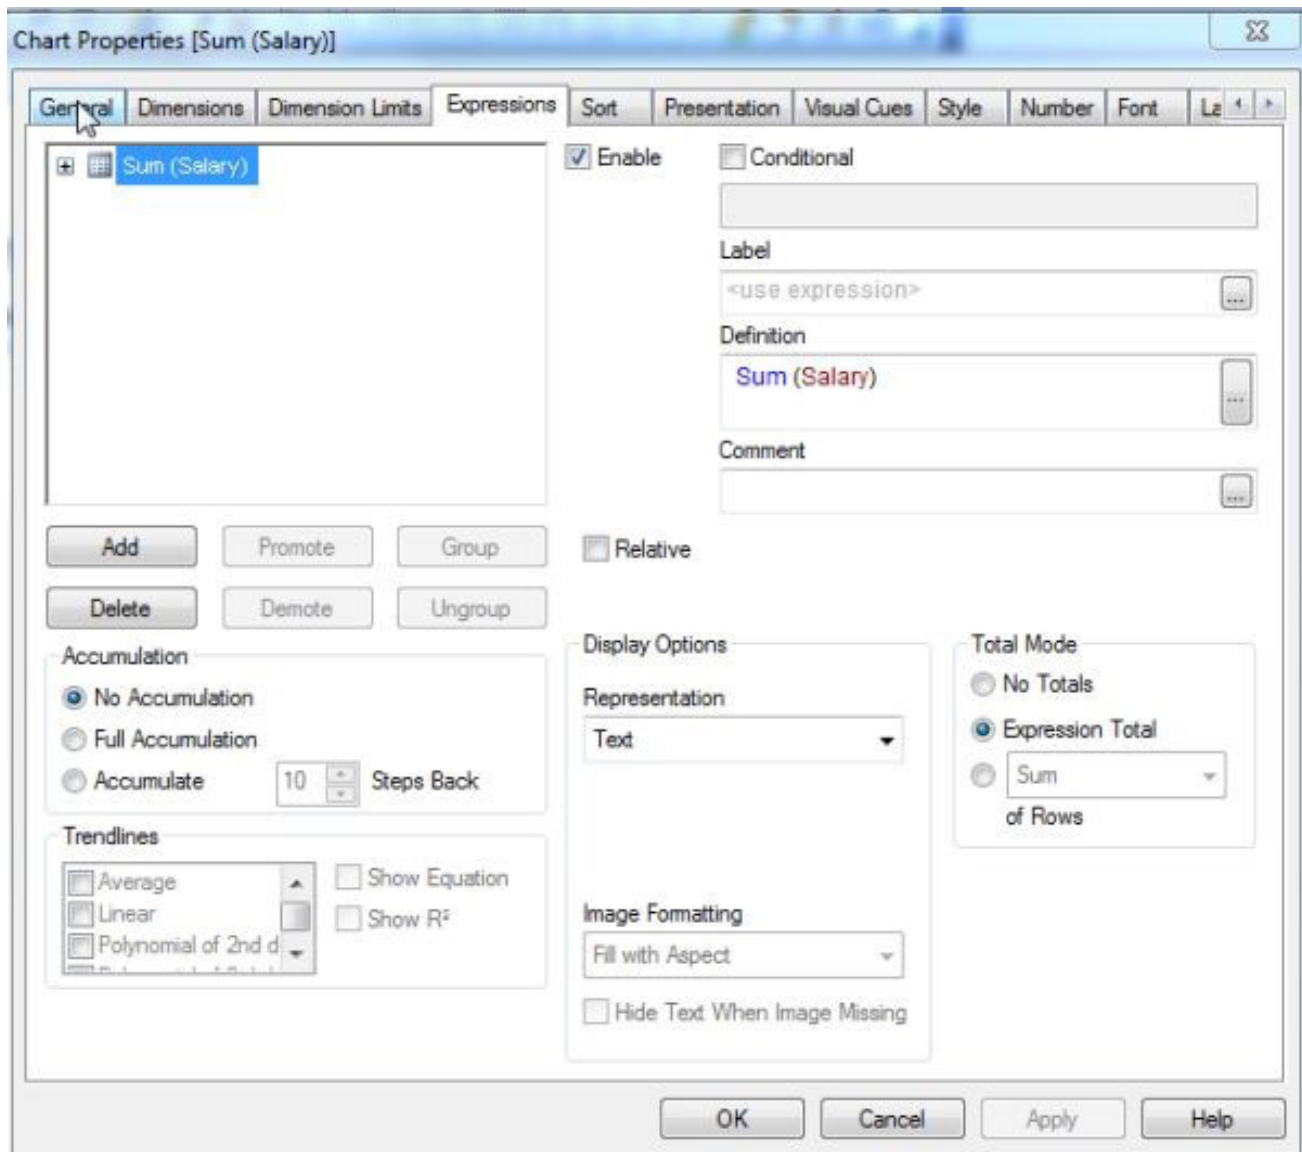 Chart Properties [Sum (Salary)]
General Dimensions Dimension Limits Expressions Sort Presentation Visual Cues Style Number Font La
Sum (Salary)
Enable
Conditional
Label
<use expression>
...
Definition
Sum (Salary)
...
Comment
...
Add Promote Group
Relative
Delete Demote Ungroup
Accumulation
No Accumulation
Full Accumulation
Accumulate 10 Steps Back
Display Options
Representation
Text
Total Mode
No Totals
Expression Total
Sum
of Rows
Trendlines
Average
Linear
Polynomial of 2nd d
Show Equation
Show R²
Image Formatting
Fill with Aspect
Hide Text When Image Missing
OK Cancel Apply Help